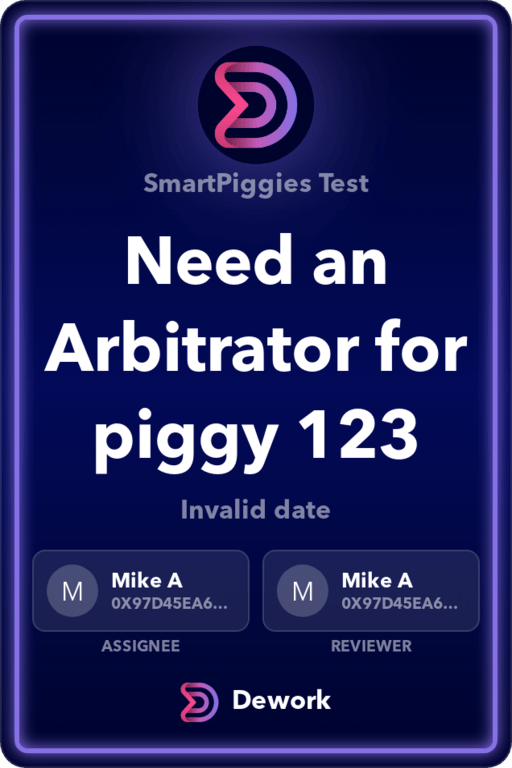 SmartPiggies Test
Need an
Arbitrator for
piggy 123
Invalid date
M
Mike A
0X97D45EA6...
M
Mike A
0X97D45EA6...
ASSIGNEE
REVIEWER
Dework